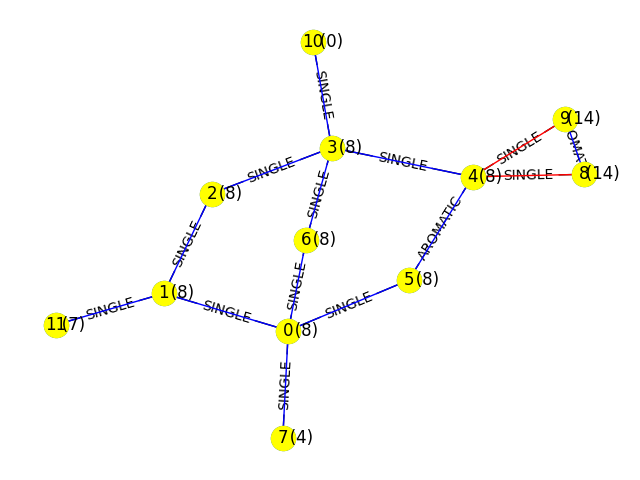 10(0)
SINGLE
9(14)
SINGLE
3(8)
SINGLE
SINGLE
4(8)
SINGLE
8(14)
SINGLE
2(8)
SINGLE
AROMATIC
6(8)
SINGLE
5(8)
SINGLE
1(8)
SINGLE
SINGLE
11(7)
SINGLE
0(8)
SINGLE
7(4)